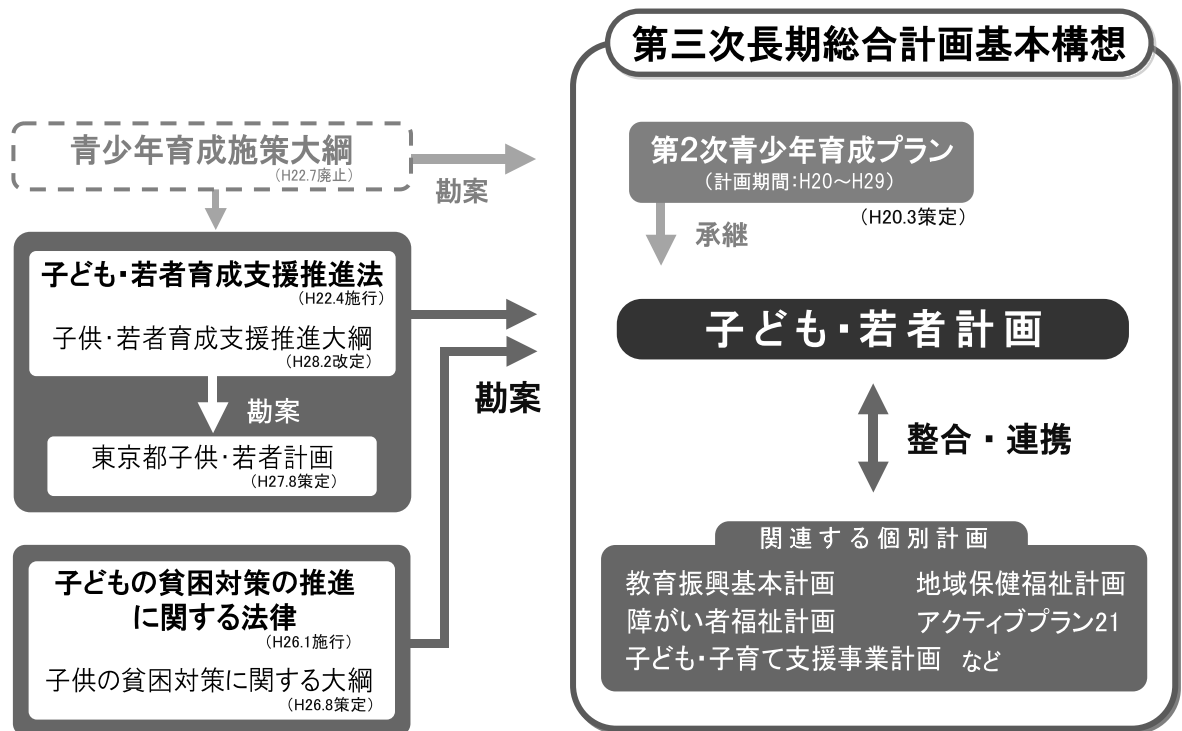 第三次長期総合計画基本構想
青少年育成施策大綱
(H22.7廃止)
勘案
第2次青少年育成プラン
(計画期間:H20～H29)
(H20.3策定)
承継
子ども・若者育成支援推進法
(H22.4施行)
子供・若者育成支援推進大綱
(H28.2改定)
勘案
東京都子供・若者計画
(H27.8策定)
子ども・若者計画
勘案
整合・連携
子どもの貧困対策の推進
に関する法律
(H26.1施行)
子供の貧困対策に関する大綱
(H26.8策定)
関連する個別計画
教育振興基本計画 地域保健福祉計画
障がい者福祉計画 アクティブプラン21
子ども・子育て支援事業計画 など